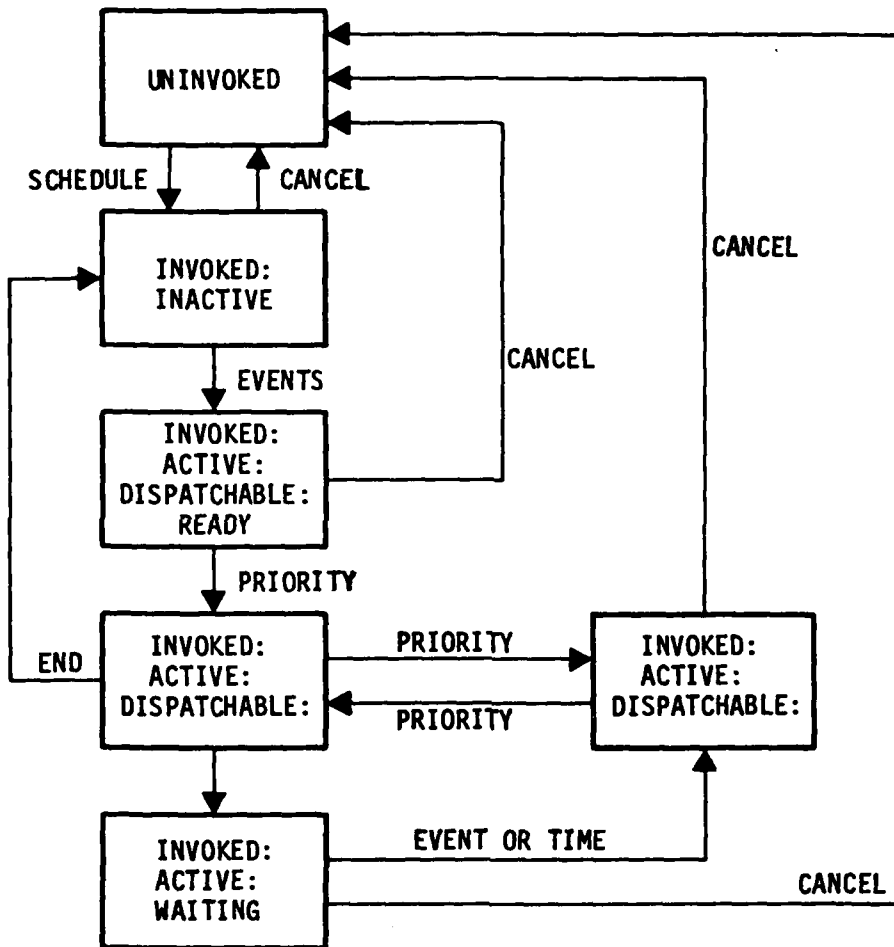 UNINVOKED
SCHEDULE
CANCEL
INVOKED:
INACTIVE
CANCEL
EVENTS
CANCEL
INVOKED:
ACTIVE:
DISPATCHABLE:
READY
PRIORITY
INVOKED:
ACTIVE:
DISPATCHABLE:
END
PRIORITY
PRIORITY
INVOKED:
ACTIVE:
DISPATCHABLE:
INVOKED:
ACTIVE:
WAITING
EVENT OR TIME
CANCEL